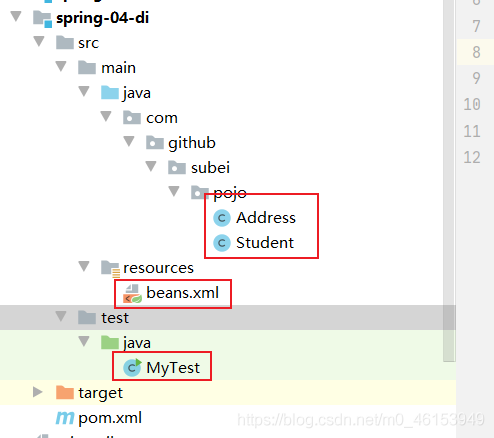 spring-04-di
src
main
java
com
github
subei
pojo
Address
Student
resources
beans.xml
test
java
MyTest
target
pom.xml
6
7
8
9
10
11
12
https://blog.csdn.net/m0_46153949